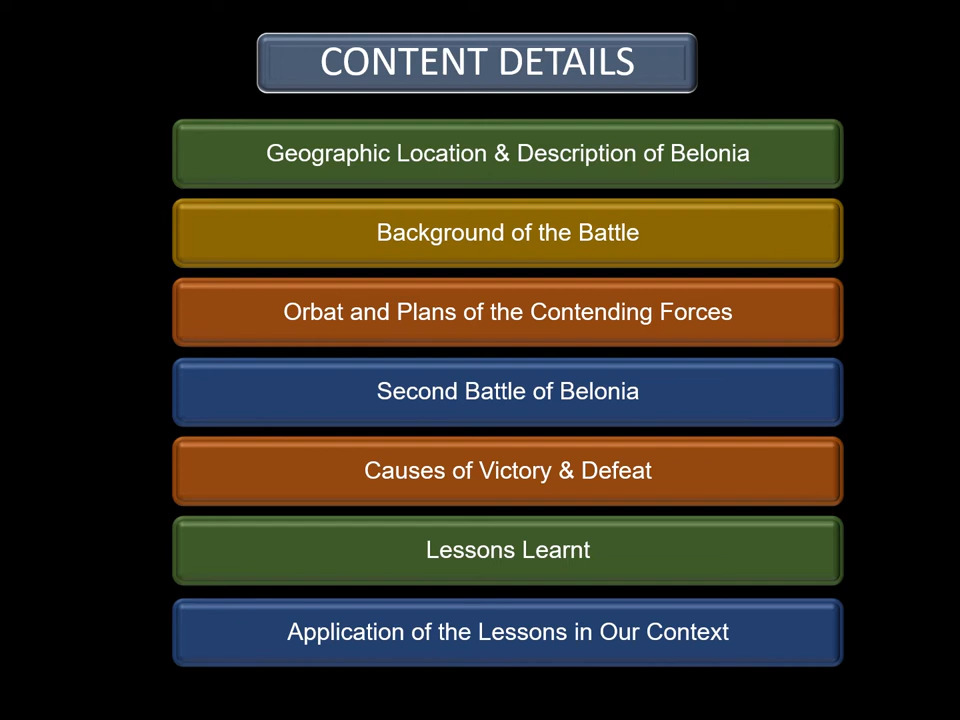 CONTENT DETAILS
Geographic Location & Description of Belonia
Background of the Battle
Orbat and Plans of the Contending Forces
Second Battle of Belonia
Causes of Victory & Defeat
Lessons Learnt
Application of the Lessons in Our Context